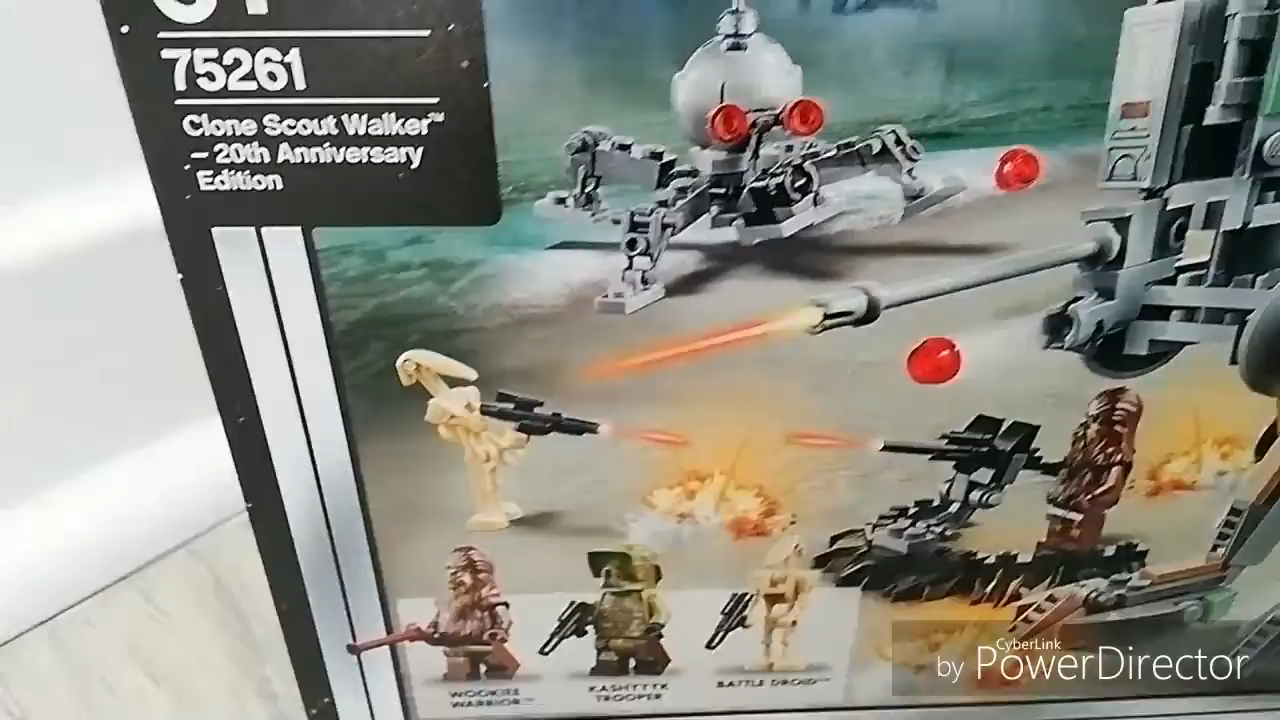 75261
Clone Scout Walker™
– 20th Anniversary
Edition
WOOKIEE
WARRIOR™
KASHYYYK
TROOPER
BATTLE DROID™
CyberLink
by PowerDirector